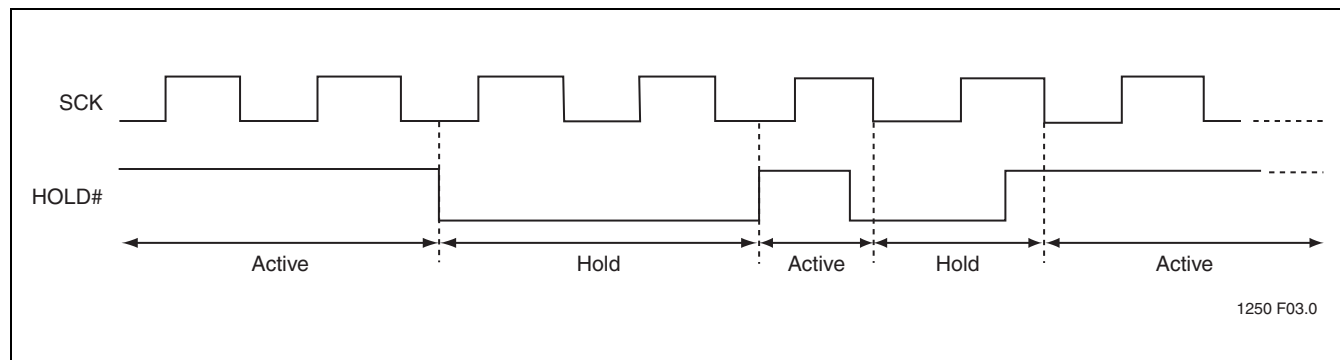 SCK
HOLD#
Active Hold Active Hold Active
1250 F03.0